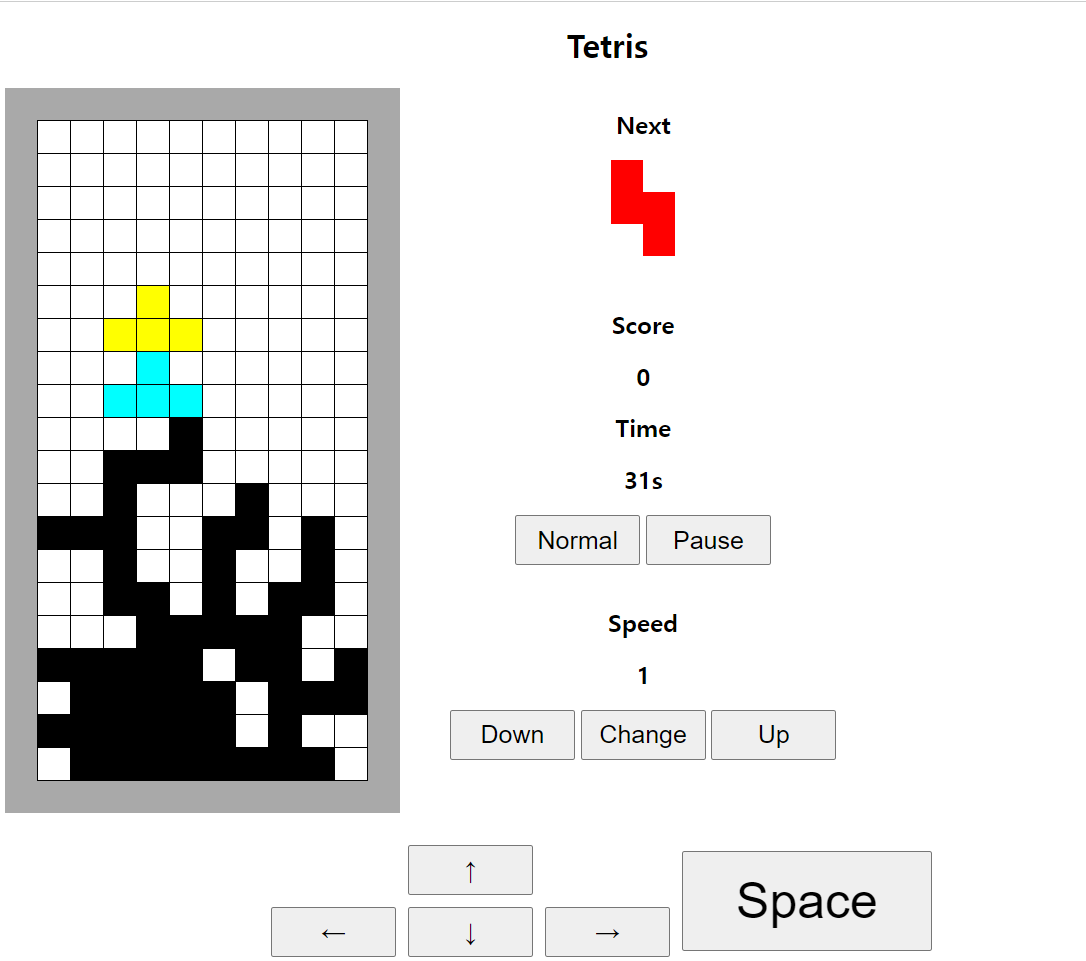 Tetris
Next
Score
0
Time
31s
Normal Pause
Speed
1
Down Change Up
↑
Space
← ↓ →